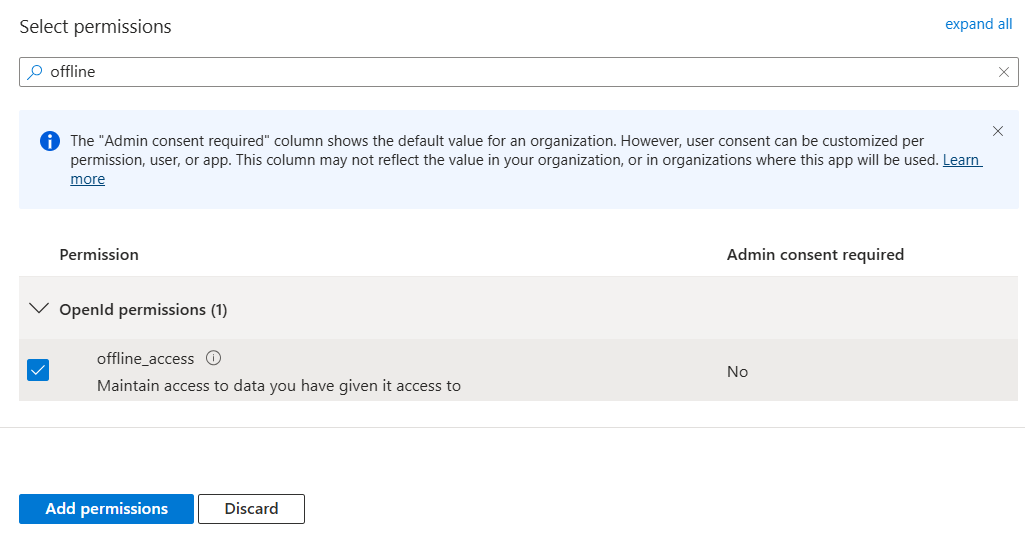 Select permissions
expand all
offline
The "Admin consent required" column shows the default value for an organization. However, user consent can be customized per
permission, user, or app. This column may not reflect the value in your organization, or in organizations where this app will be used. Learn
more
Permission
Admin consent required
OpenId permissions (1)
offline_access
Maintain access to data you have given it access to
No
Add permissions
Discard